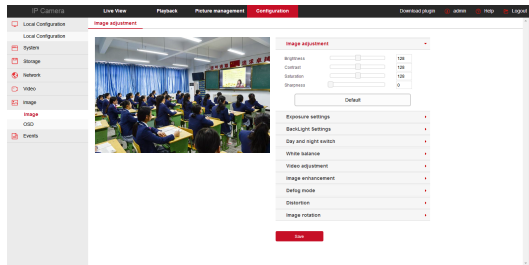 IP Camera Live View Playback Picture management Configuration Download plugin admin Help Logout
Local Configuration
Local Configuration
System
Storage
Network
Video
Image
Image
OSD
Events
Image adjustment
Image adjustment
Brightness 128
Contrast 128
Saturation 128
Sharpness 0
Default
Exposure settings
BackLight Settings
Day and night switch
White balance
Video adjustment
Image enhancement
Defog mode
Distortion
Image rotation
Save